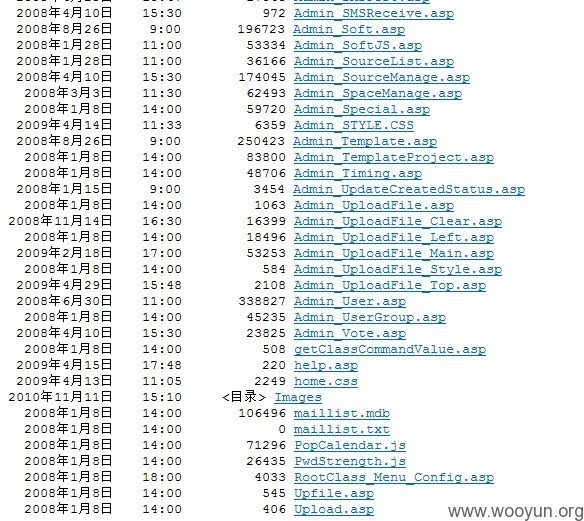 2008年4月10日 15:30 972 Admin_SMSReceive.asp
2008年8月26日 9:00 196723 Admin_Soft.asp
2008年1月28日 11:00 53334 Admin_SoftJS.asp
2008年1月28日 11:00 36166 Admin_SourceList.asp
2008年4月10日 15:30 174045 Admin_SourceManage.asp
2008年3月3日 11:30 62493 Admin_SpaceManage.asp
2008年1月8日 14:00 59720 Admin_Special.asp
2009年4月14日 11:33 6359 Admin_STYLE.CSS
2008年8月26日 9:00 250423 Admin_Template.asp
2008年1月8日 14:00 83800 Admin_TemplateProject.asp
2008年1月8日 14:00 48706 Admin_Timing.asp
2008年1月15日 9:00 3454 Admin_UpdateCreatedStatus.asp
2008年1月8日 14:00 1063 Admin_UploadFile.asp
2008年11月14日 16:30 16399 Admin_UploadFile_Clear.asp
2008年1月8日 14:00 18496 Admin_UploadFile_Left.asp
2009年2月18日 17:00 53253 Admin_UploadFile_Main.asp
2008年1月8日 14:00 584 Admin_UploadFile_Style.asp
2009年4月29日 15:48 2108 Admin_UploadFile_Top.asp
2008年6月30日 11:00 338827 Admin_User.asp
2008年1月8日 14:00 45235 Admin_UserGroup.asp
2008年4月10日 15:30 23825 Admin_Vote.asp
2008年1月8日 14:00 508 getClassCommandValue.asp
2009年4月15日 17:48 220 help.asp
2009年4月13日 11:05 2249 home.css
2010年11月11日 15:10 <目录> Images
2008年1月8日 14:00 106496 maillist.mdb
2008年1月8日 14:00 0 maillist.txt
2008年1月8日 14:00 71296 PopCalendar.js
2008年1月8日 14:00 26435 PwdStrength.js
2008年1月8日 18:00 4033 RootClass_Menu_Config.asp
2008年1月8日 14:00 545 Upfile.asp
2008年1月8日 14:00 406 Upload.asp
www.wooyun.org